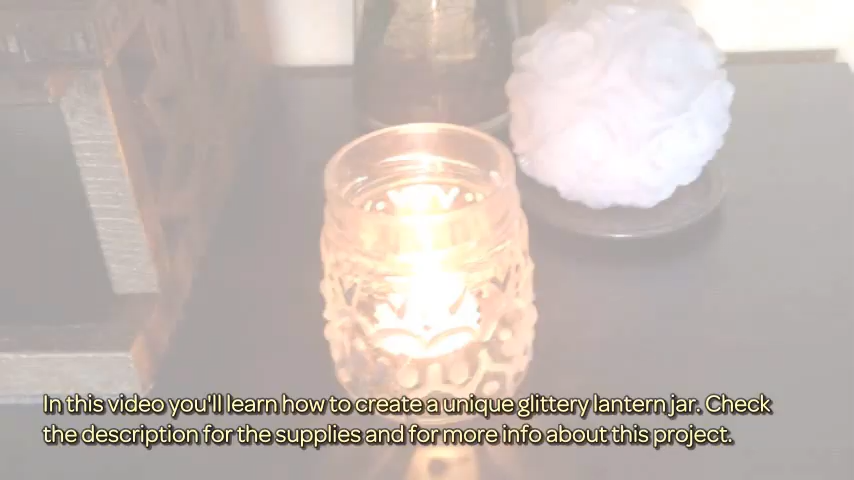 In this video you'll learn how to create a unique glittery lantern jar. Check
the description for the supplies and for more info about this project.